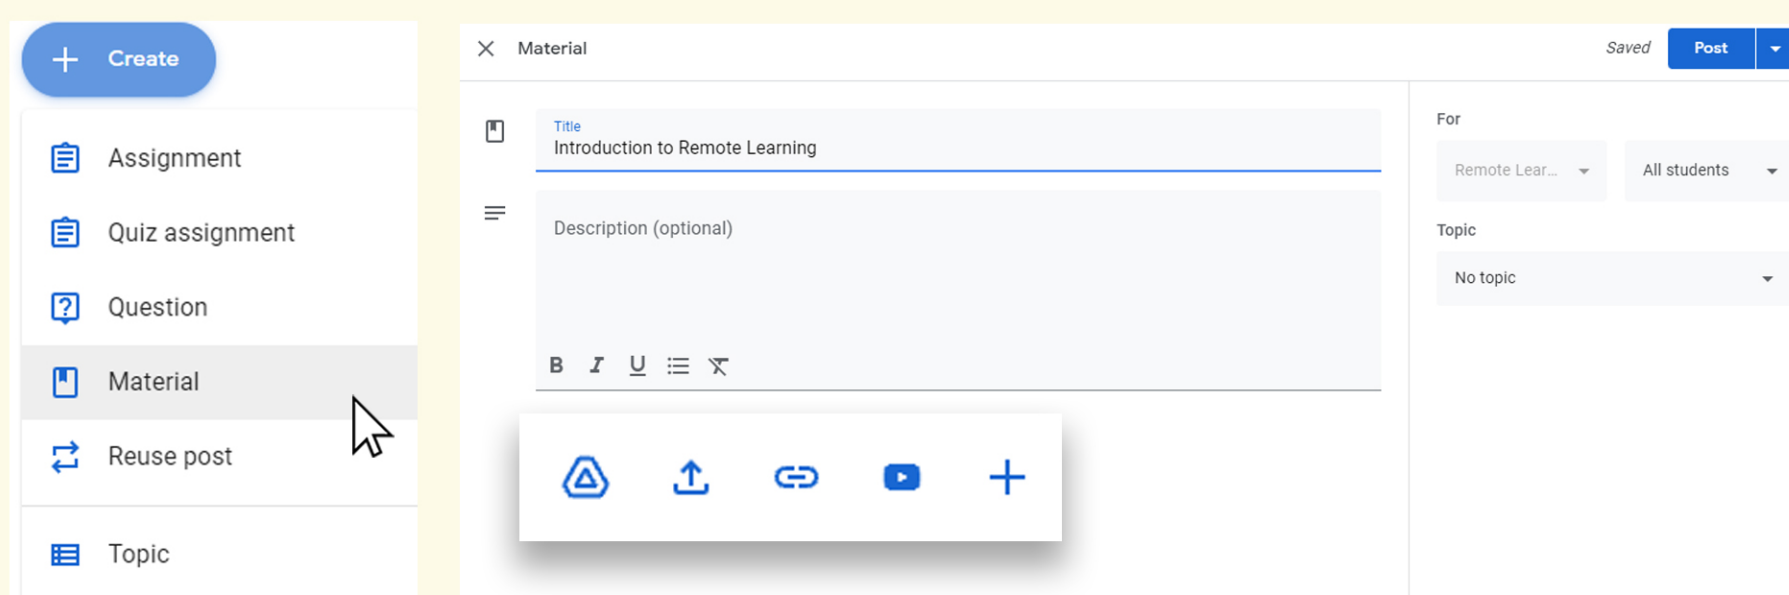 Create
Assignment
Quiz assignment
Question
Material
Reuse post
Topic
Material
Saved
Post
Title
Introduction to Remote Learning
Description (optional)
B I U
For
Remote Lear...
All students
Topic
No topic